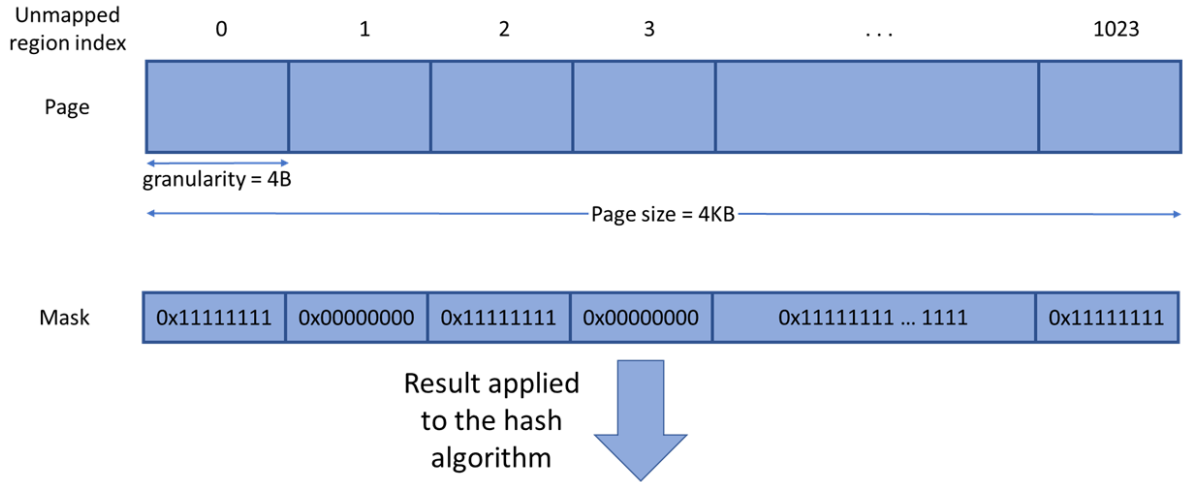 Unmapped
region index
0 1 2 3 . . . 1023
Page
granularity = 4B
Page size = 4KB
Mask
0x11111111 0x00000000 0x11111111 0x00000000 0x11111111 ... 1111 0x11111111
Result applied
to the hash
algorithm